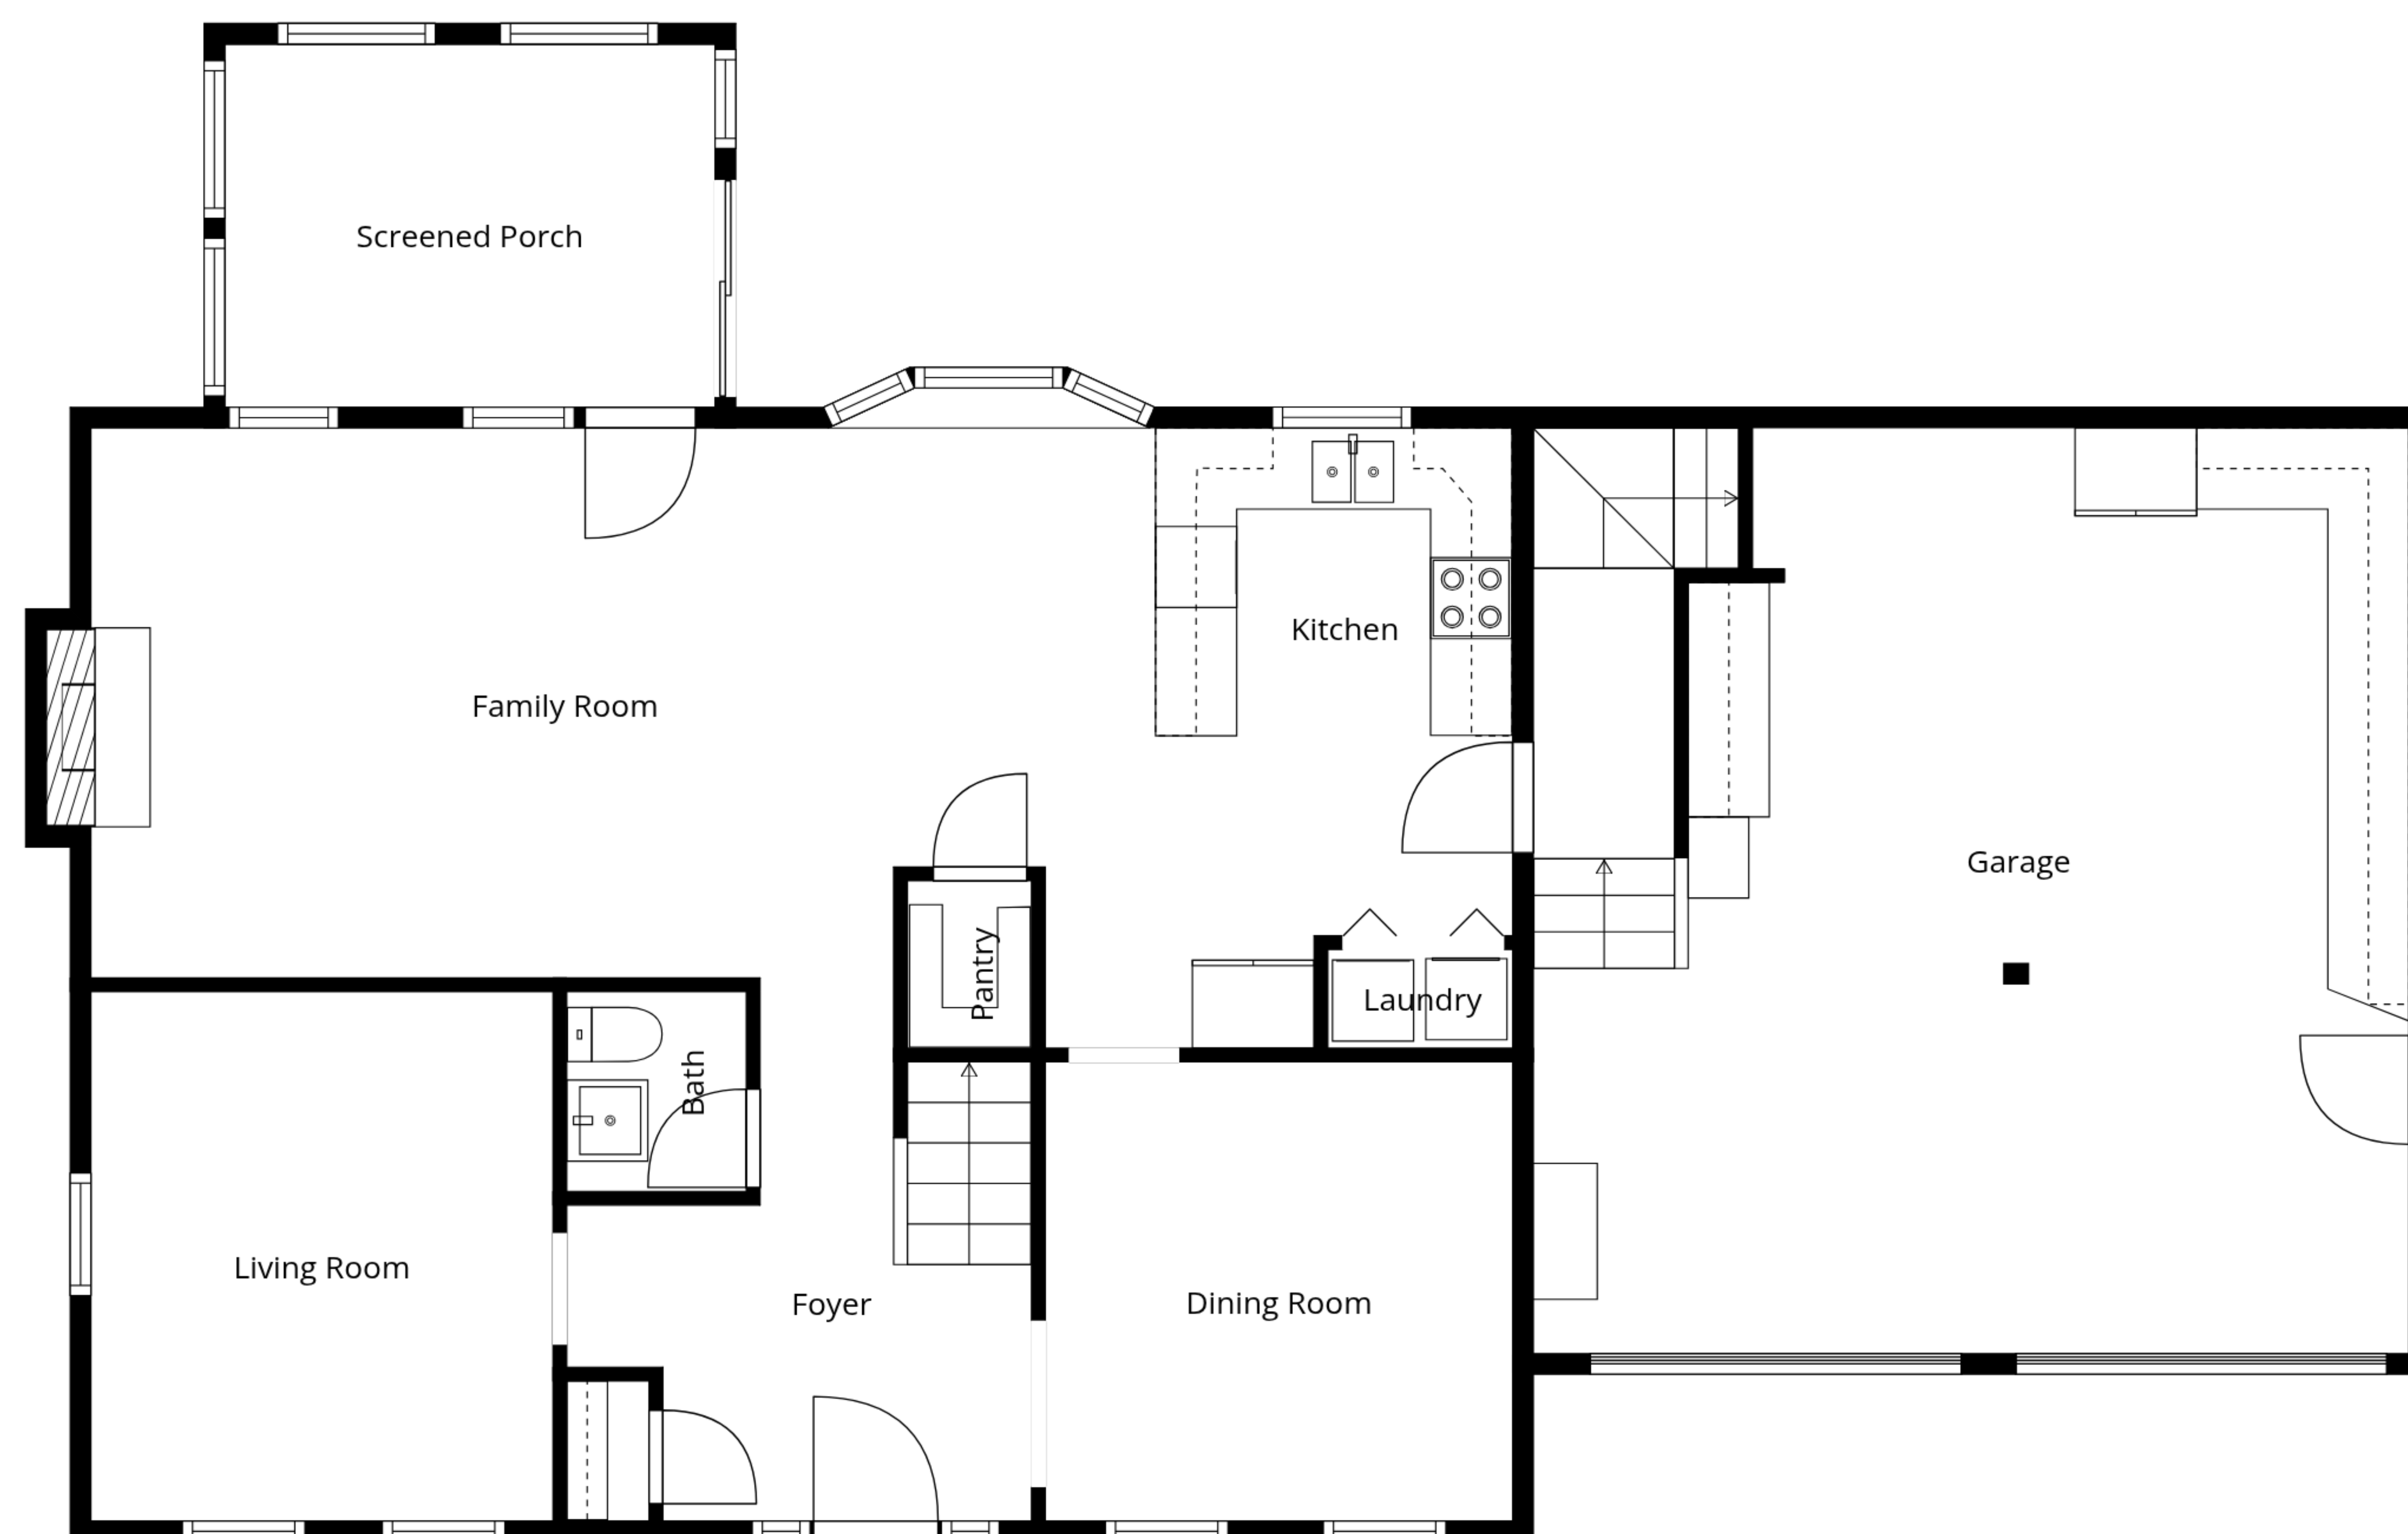 Screened Porch
Kitchen
Family Room
Garage
Pantry
Laundry
Bath
Living Room
Foyer
Dining Room